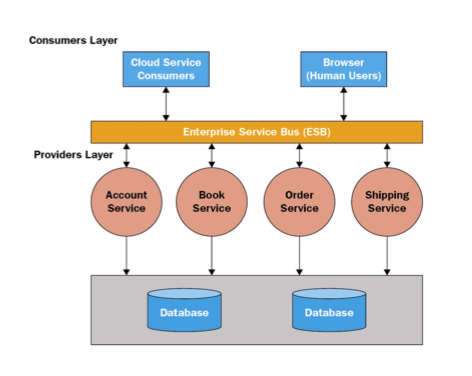 Consumers Layer
Cloud Service
Consumers
Browser
(Human Users)
Enterprise Service Bus (ESB)
Providers Layer
Account
Service
Book
Service
Order
Service
Shipping
Service
Database
Database